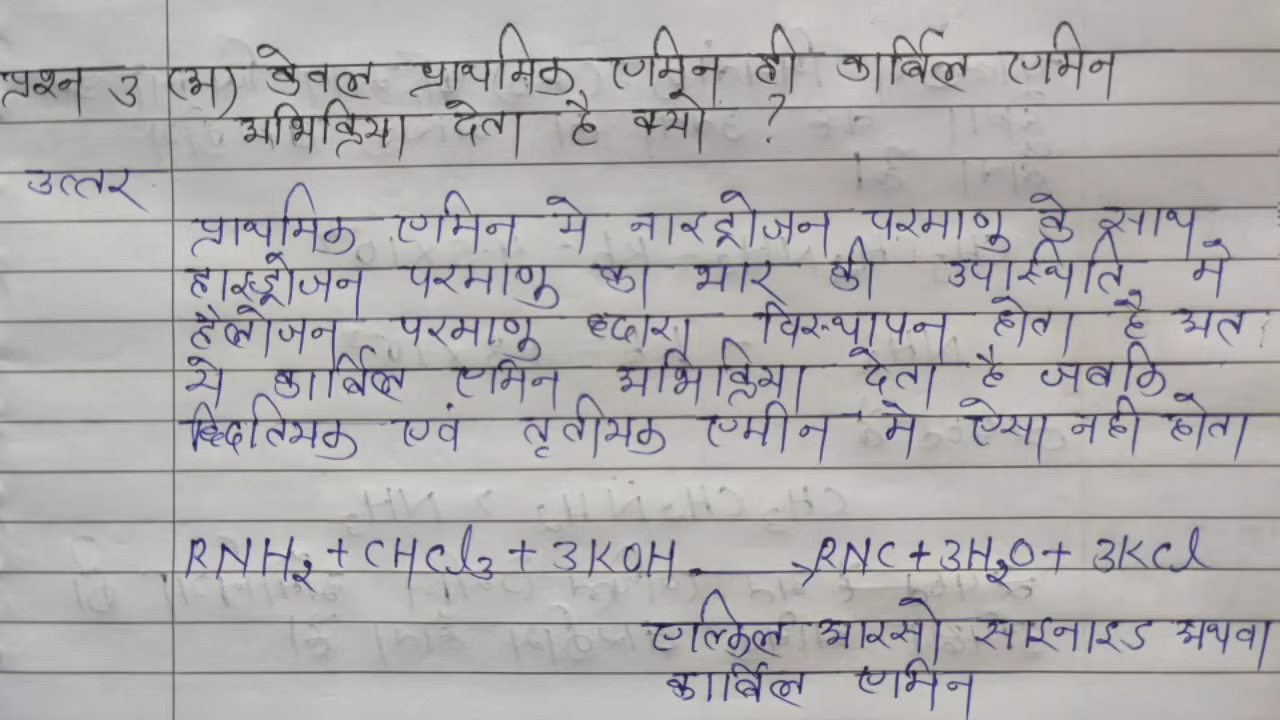 प्रश्न 3 (अ) केवल प्राथमिक एमिन ही कार्बिल एमिन
अभिक्रिया देता है क्यो ?
उत्तर
प्राथमिक एमिन मे नाइट्रोजन परमाणु के साथ
हाइड्रोजन परमाणु का भार की उपास्थिति मे
हैलोजन परमाणु द्वारा विस्थापन होता है अत:
ये कार्बिल एमिन अभिक्रिया देता है जबकि
द्वितियक एवं तृतीयक एमीन मे ऐसा नही होता
RNH₂ + CHCl₃ + 3KOH ⟶ RNC + 3H₂O + 3KCl
एल्किल आइसो साइनाइड अथवा
कार्बिल एमिन